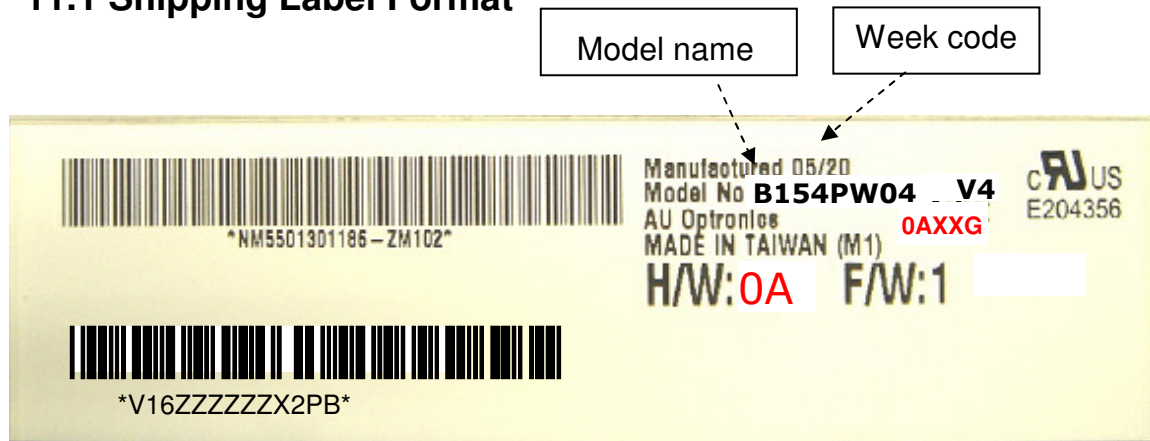 11.1 Shipping Label Format
Model name
Week code
Manufactured 05/20
Model No B154PW04 . V4
AU Optronics 0AXXG
MADE IN TAIWAN (M1)
H/W:0A F/W:1
cRUUS
E204356
*NM5501301186-ZM102*
*V16ZZZZZZX2PB*